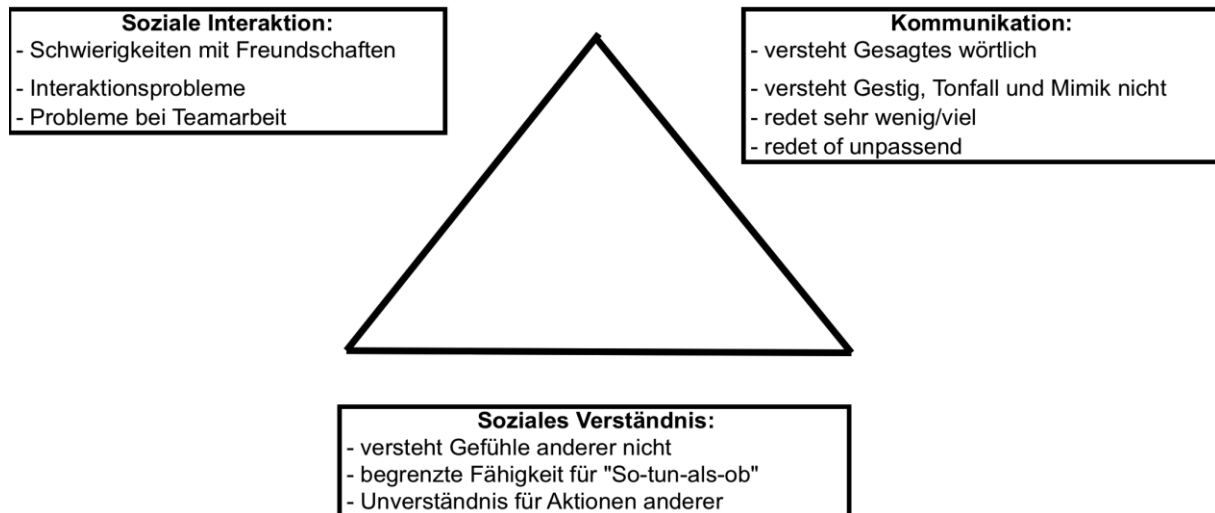 Soziale Interaktion:
- Schwierigkeiten mit Freundschaften
- Interaktionsprobleme
- Probleme bei Teamarbeit
Kommunikation:
- versteht Gesagtes wörtlich
- versteht Gestig, Tonfall und Mimik nicht
- redet sehr wenig/viel
- redet of unpassend
Soziales Verständnis:
- versteht Gefühle anderer nicht
- begrenzte Fähigkeit für "So-tun-als-ob"
- Unverständnis für Aktionen anderer